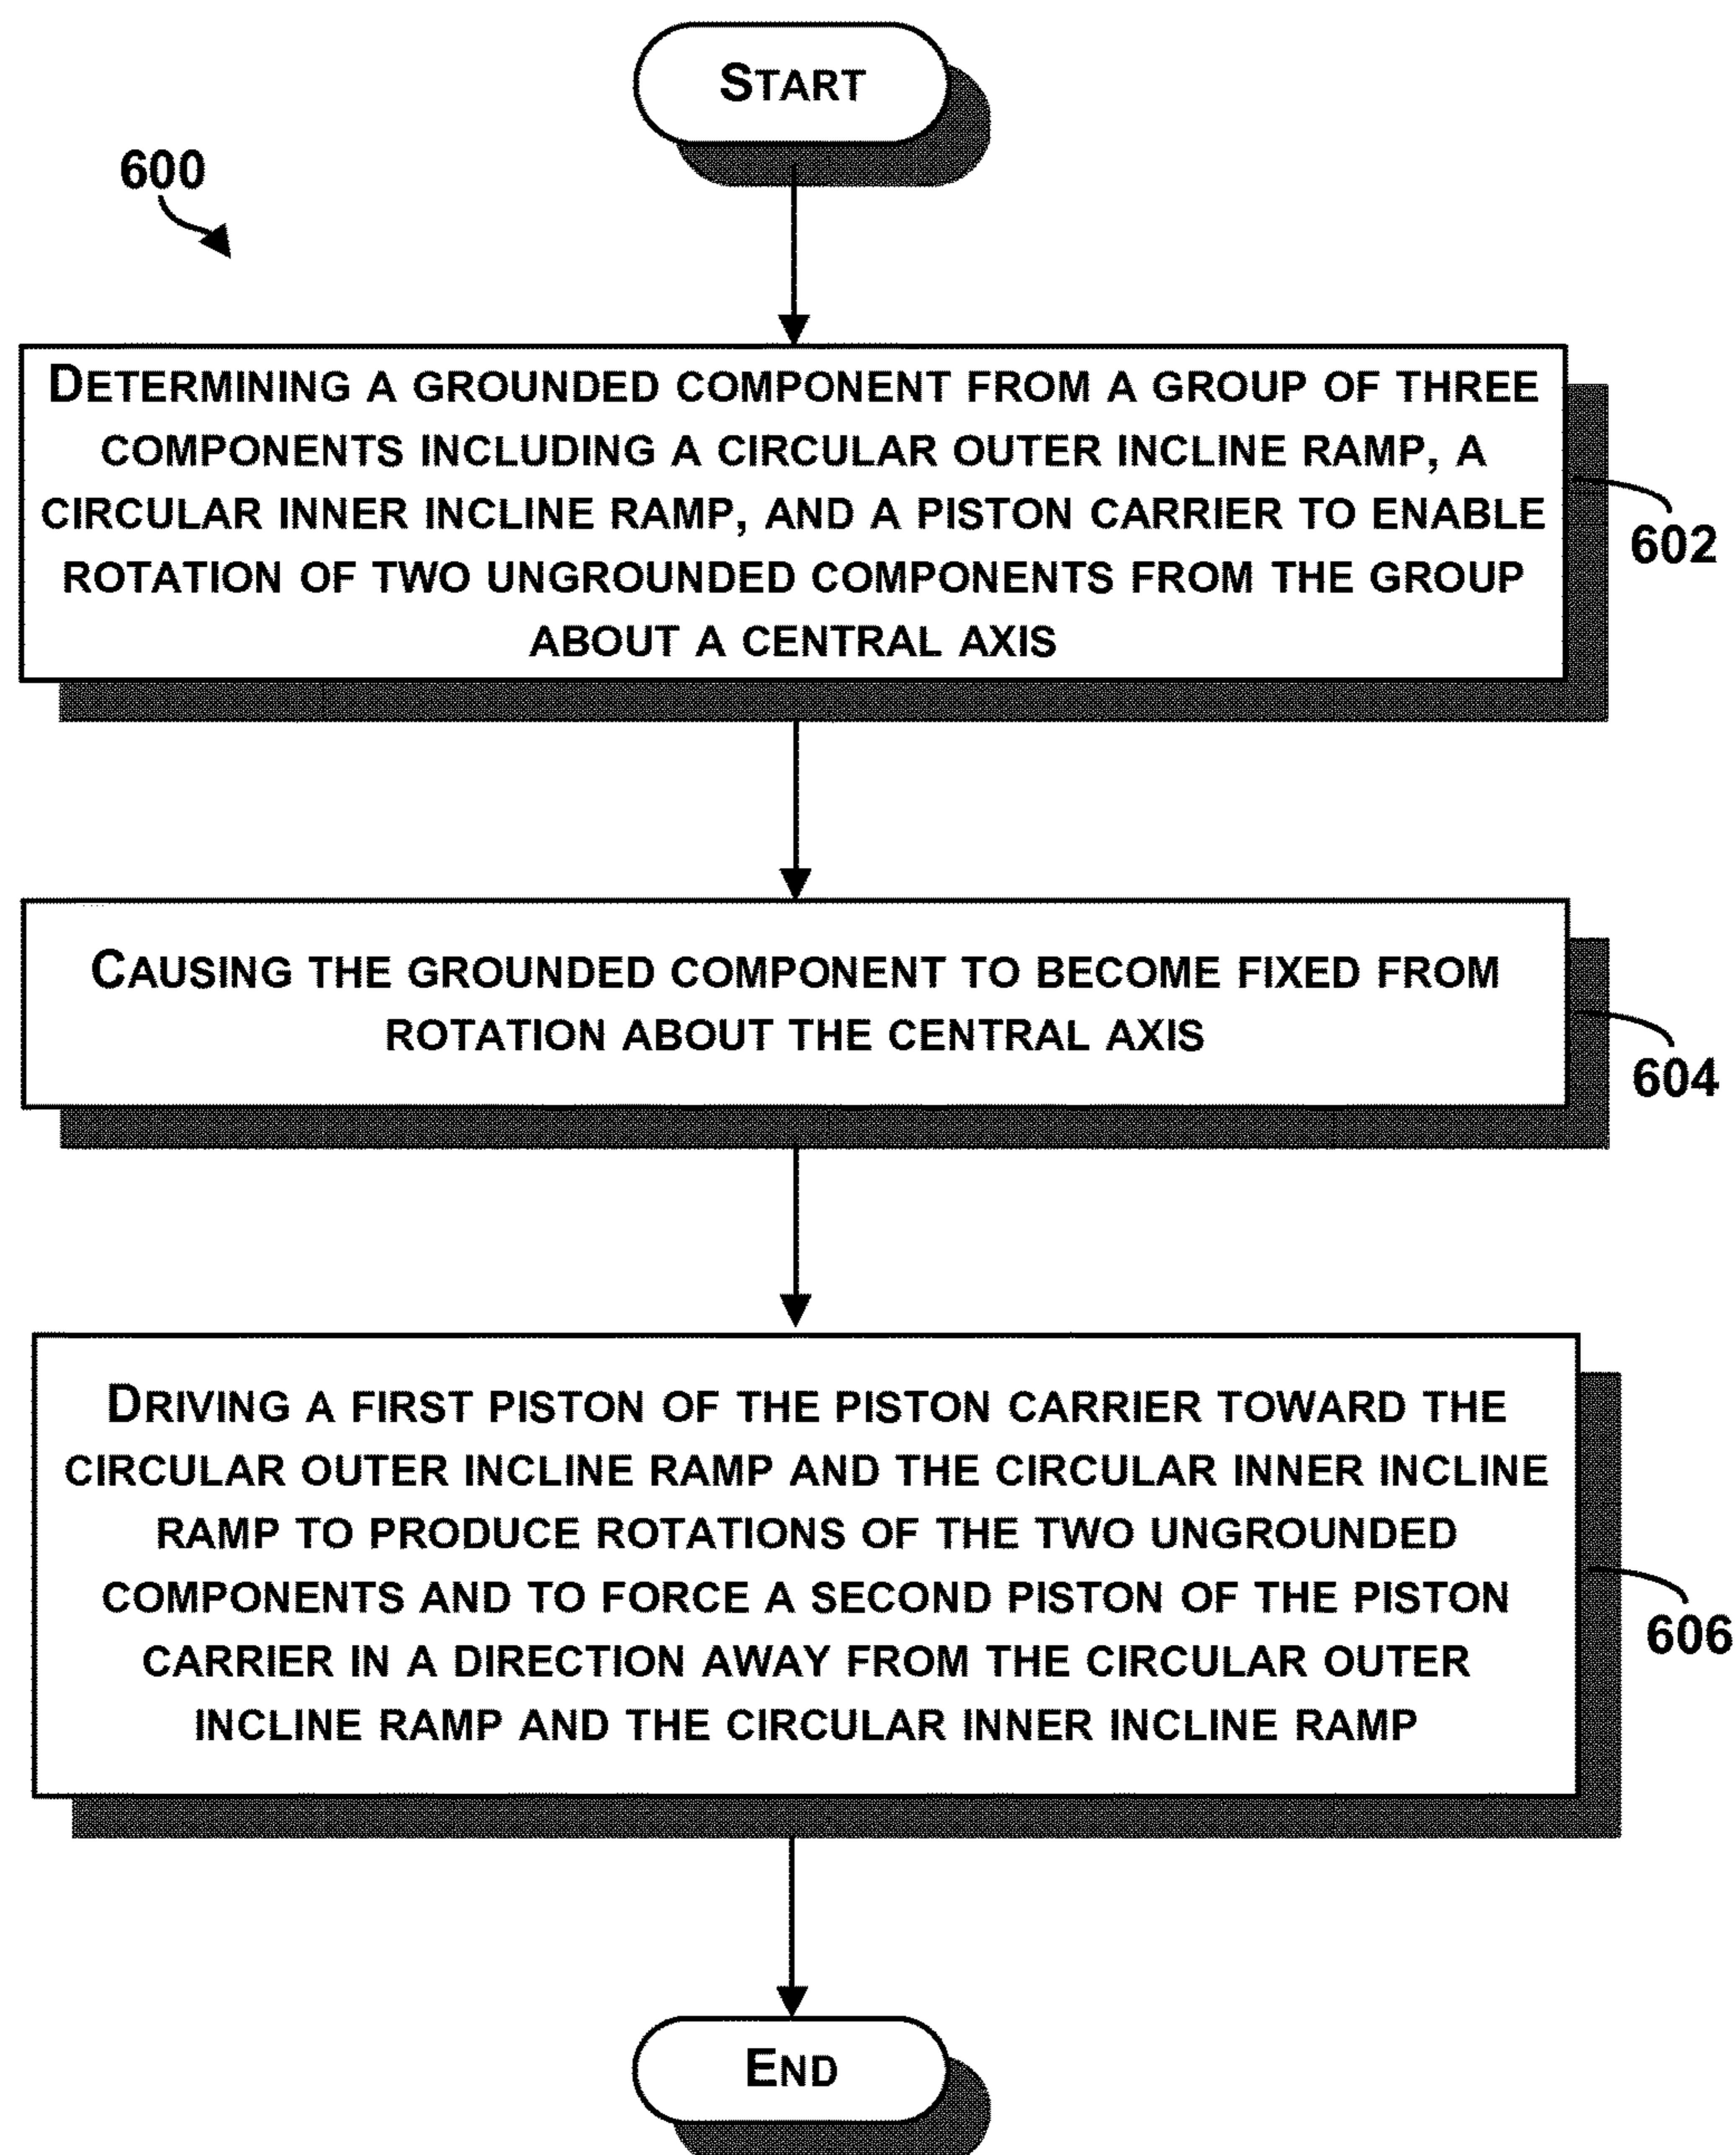 START
600
DETERMINING A GROUNDED COMPONENT FROM A GROUP OF THREE
COMPONENTS INCLUDING A CIRCULAR OUTER INCLINE RAMP, A
CIRCULAR INNER INCLINE RAMP, AND A PISTON CARRIER TO ENABLE
ROTATION OF TWO UNGROUNDED COMPONENTS FROM THE GROUP
ABOUT A CENTRAL AXIS
602
CAUSING THE GROUNDED COMPONENT TO BECOME FIXED FROM
ROTATION ABOUT THE CENTRAL AXIS
604
DRIVING A FIRST PISTON OF THE PISTON CARRIER TOWARD THE
CIRCULAR OUTER INCLINE RAMP AND THE CIRCULAR INNER INCLINE
RAMP TO PRODUCE ROTATIONS OF THE TWO UNGROUNDED
COMPONENTS AND TO FORCE A SECOND PISTON OF THE PISTON
CARRIER IN A DIRECTION AWAY FROM THE CIRCULAR OUTER
INCLINE RAMP AND THE CIRCULAR INNER INCLINE RAMP
606
END